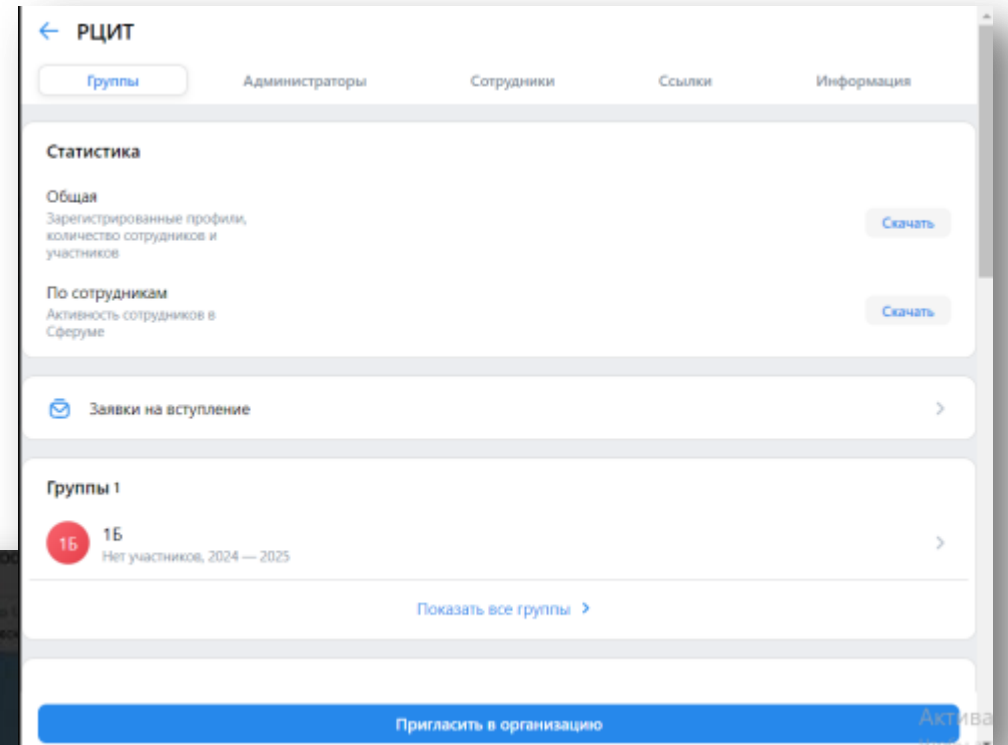 РЦИТ
Группы Администраторы Сотрудники Ссылки Информация
Статистика
Общая
Зарегистрированные профили,
количество сотрудников и
участников
Скачать
По сотрудникам
Активность сотрудников в
Сферуме
Скачать
Заявки на вступление
Группы 1
1Б
1Б
Нет участников, 2024 — 2025
Показать все группы
Пригласить в организацию